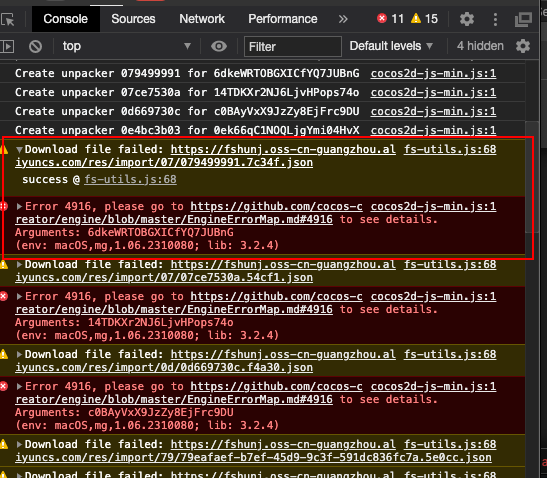 Console Sources Network Performance 11 15
top Filter Default levels 4 hidden
Create unpacker 079499991 for 6dkeWRTOBGXICfYQ7JUBnG cocos2d-js-min.js:1
Create unpacker 07ce7530a for 14TDKXr2NJ6LjvHPops74o cocos2d-js-min.js:1
Create unpacker 0d669730c for c0BAyVxX9JzZy8EjFrc9DU cocos2d-js-min.js:1
Create unpacker 0e4bc3b03 for 0ek66qC1NOQLjgYmi04HvX cocos2d-js-min.js:1
Download file failed: https://fshunj.oss-cn-guangzhou.al fs-utils.js:68
iyuncs.com/res/import/07/079499991.7c34f.json
success @ fs-utils.js:68
Error 4916, please go to https://github.com/cocos-c cocos2d-js-min.js:1
reator/engine/blob/master/EngineErrorMap.md#4916 to see details.
Arguments: 6dkeWRTOBGXICfYQ7JUBnG
(env: macOS,mg,1.06.2310080; lib: 3.2.4)
Download file failed: https://fshunj.oss-cn-guangzhou.al fs-utils.js:68
iyuncs.com/res/import/07/07ce7530a.54cf1.json
Error 4916, please go to https://github.com/cocos-c cocos2d-js-min.js:1
reator/engine/blob/master/EngineErrorMap.md#4916 to see details.
Arguments: 14TDKXr2NJ6LjvHPops74o
(env: macOS,mg,1.06.2310080; lib: 3.2.4)
Download file failed: https://fshunj.oss-cn-guangzhou.al fs-utils.js:68
iyuncs.com/res/import/0d/0d669730c.f4a30.json
Error 4916, please go to https://github.com/cocos-c cocos2d-js-min.js:1
reator/engine/blob/master/EngineErrorMap.md#4916 to see details.
Arguments: c0BAyVxX9JzZy8EjFrc9DU
(env: macOS,mg,1.06.2310080; lib: 3.2.4)
Download file failed: https://fshunj.oss-cn-guangzhou.al fs-utils.js:68
iyuncs.com/res/import/79/79eafaef-b7ef-45d9-9c3f-591dc836fc7a.5e0cc.json